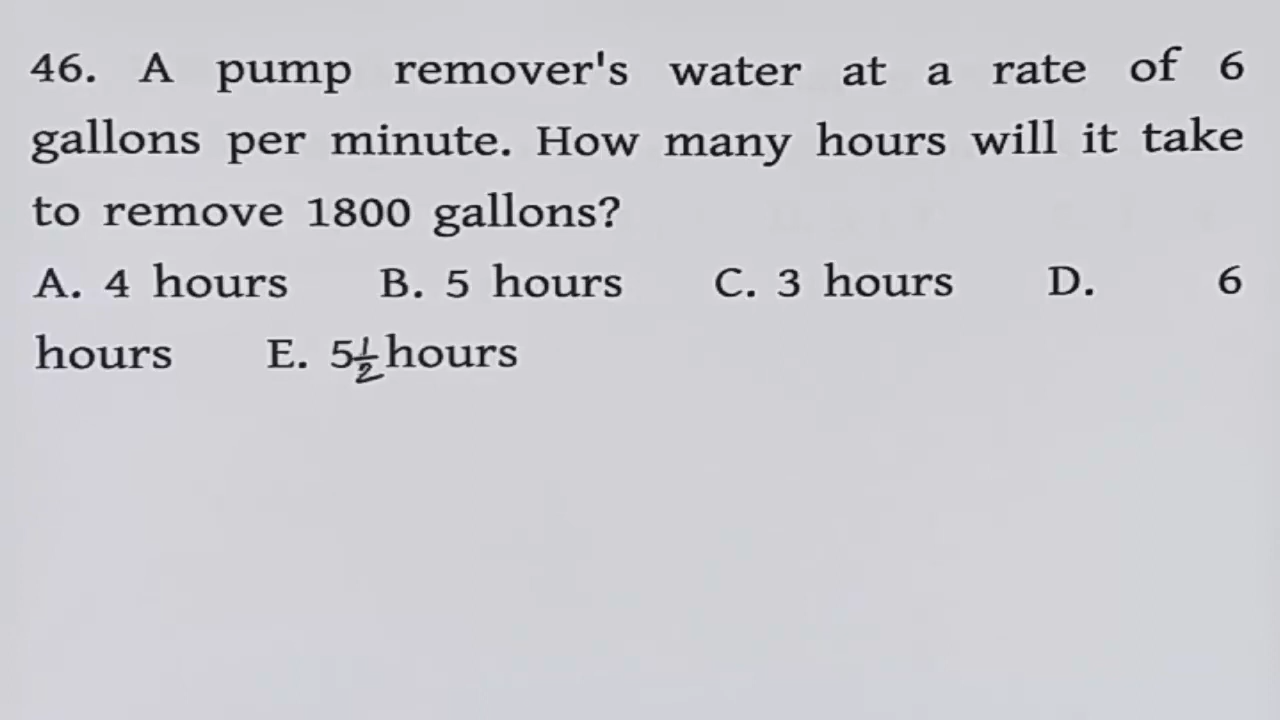 46. A pump remover's water at a rate of 6
gallons per minute. How many hours will it take
to remove 1800 gallons?
A. 4 hours B. 5 hours C. 3 hours D. 6
hours E. 5½ hours